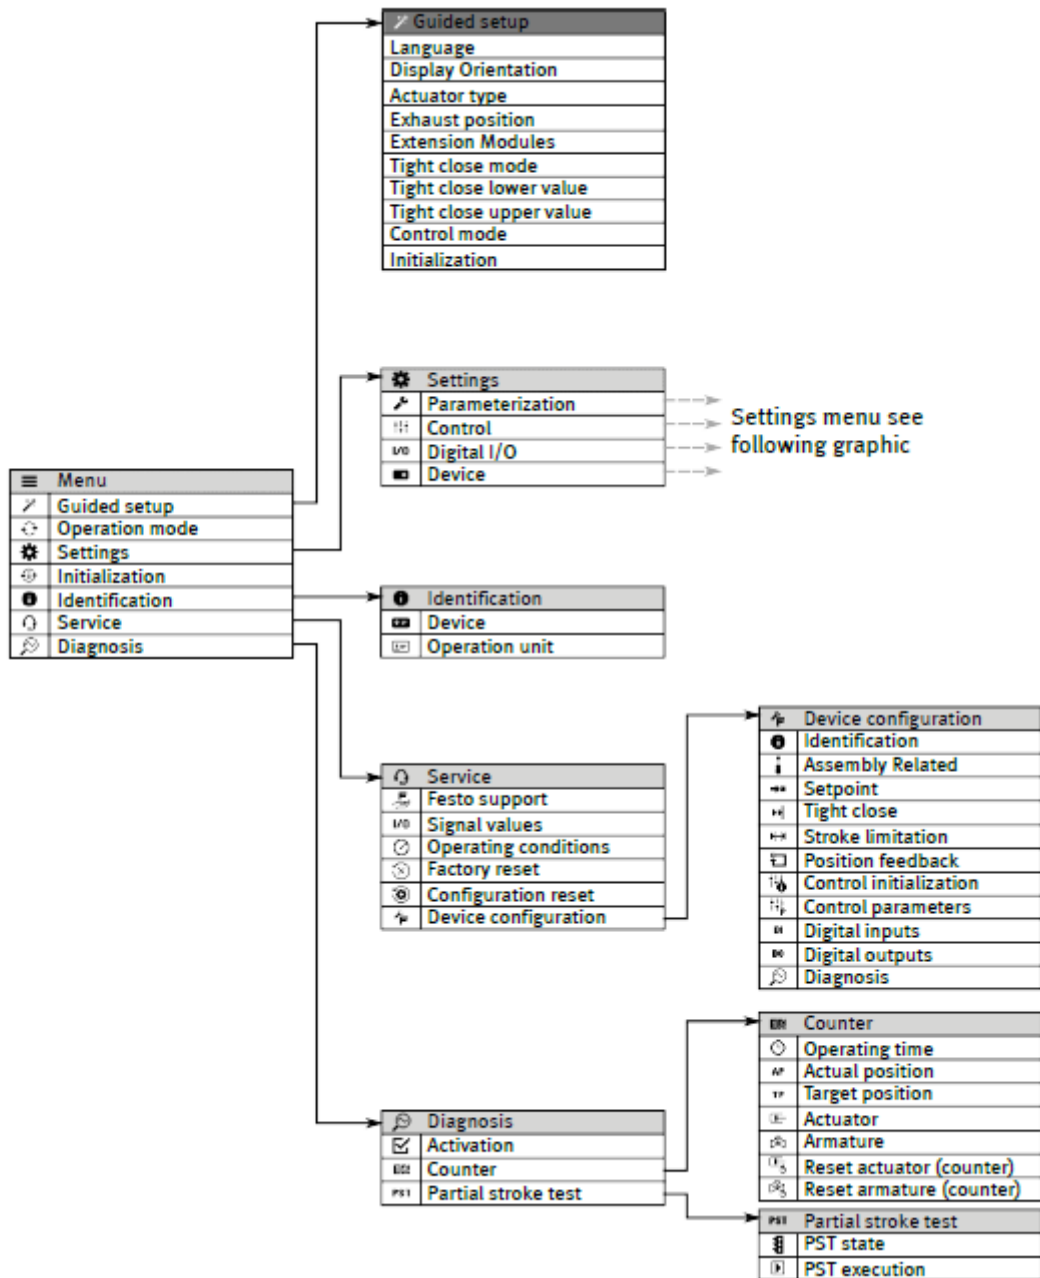 Guided setup
Language
Display Orientation
Actuator type
Exhaust position
Extension Modules
Tight close mode
Tight close lower value
Tight close upper value
Control mode
Initialization
Settings
Parameterization
Control
I/O Digital I/O
Device
Settings menu see
following graphic
Menu
Guided setup
Operation mode
Settings
Initialization
Identification
Service
Diagnosis
Identification
Device
Operation unit
Service
Festo support
I/O Signal values
Operating conditions
Factory reset
Configuration reset
Device configuration
Device configuration
Identification
Assembly Related
Setpoint
Tight close
Stroke limitation
Position feedback
Control initialization
Control parameters
DI Digital inputs
DO Digital outputs
Diagnosis
Diagnosis
Activation
Counter
PST Partial stroke test
Counter
Operating time
AP Actual position
TP Target position
Actuator
Armature
Reset actuator (counter)
Reset armature (counter)
PST Partial stroke test
PST state
PST execution